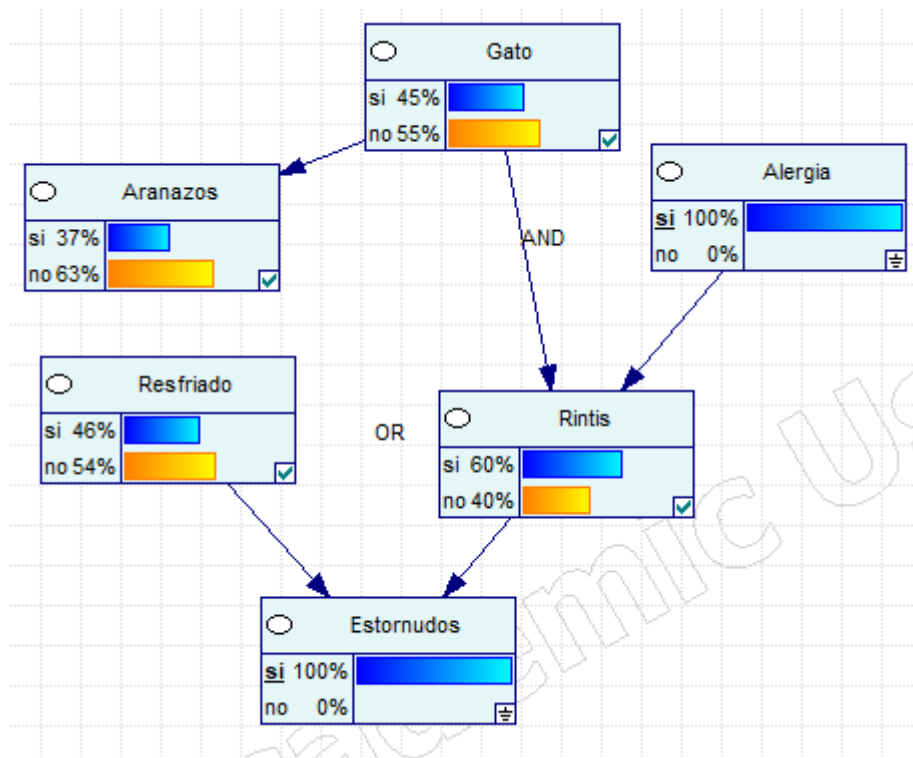 Gato
si 45%
no 55%
Alergia
si 100%
no 0%
Aranazos
si 37%
no 63%
AND
Resfriado
si 46%
no 54%
OR
Rintis
si 60%
no 40%
Estornudos
si 100%
no 0%